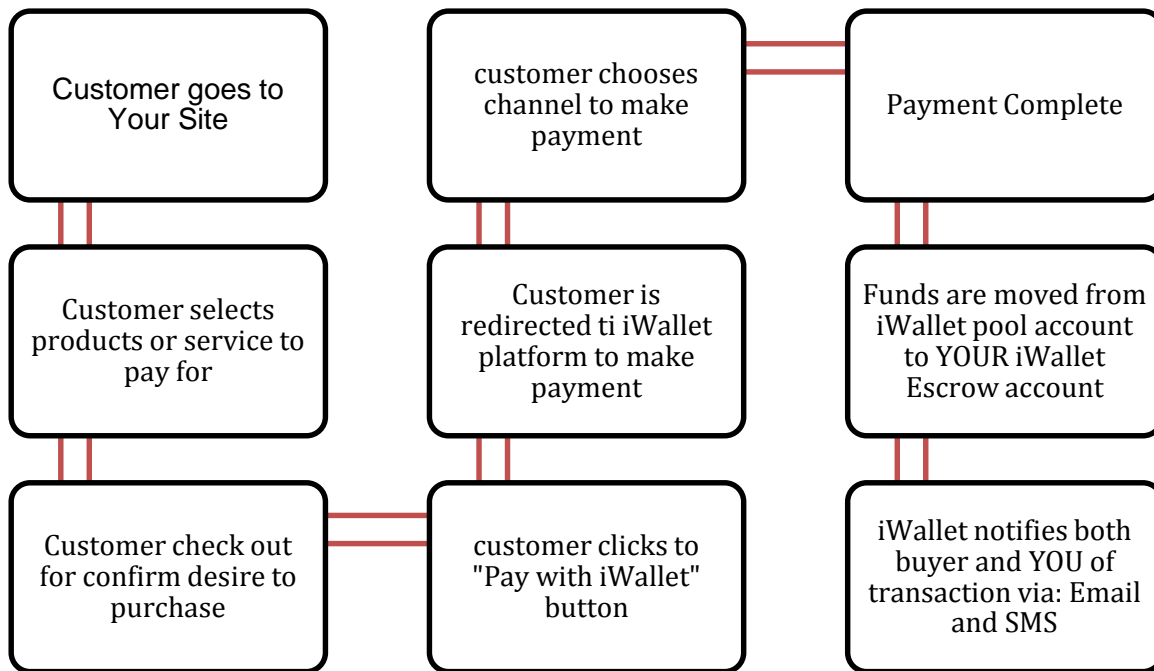 Customer goes to
Your Site
Customer selects
products or service to
pay for
Customer check out
for confirm desire to
purchase
customer clicks to
"Pay with iWallet"
button
Customer is
redirected ti iWallet
platform to make
payment
customer chooses
channel to make
payment
Payment Complete
Funds are moved from
iWallet pool account
to YOUR iWallet
Escrow account
iWallet notifies both
buyer and YOU of
transaction via: Email
and SMS